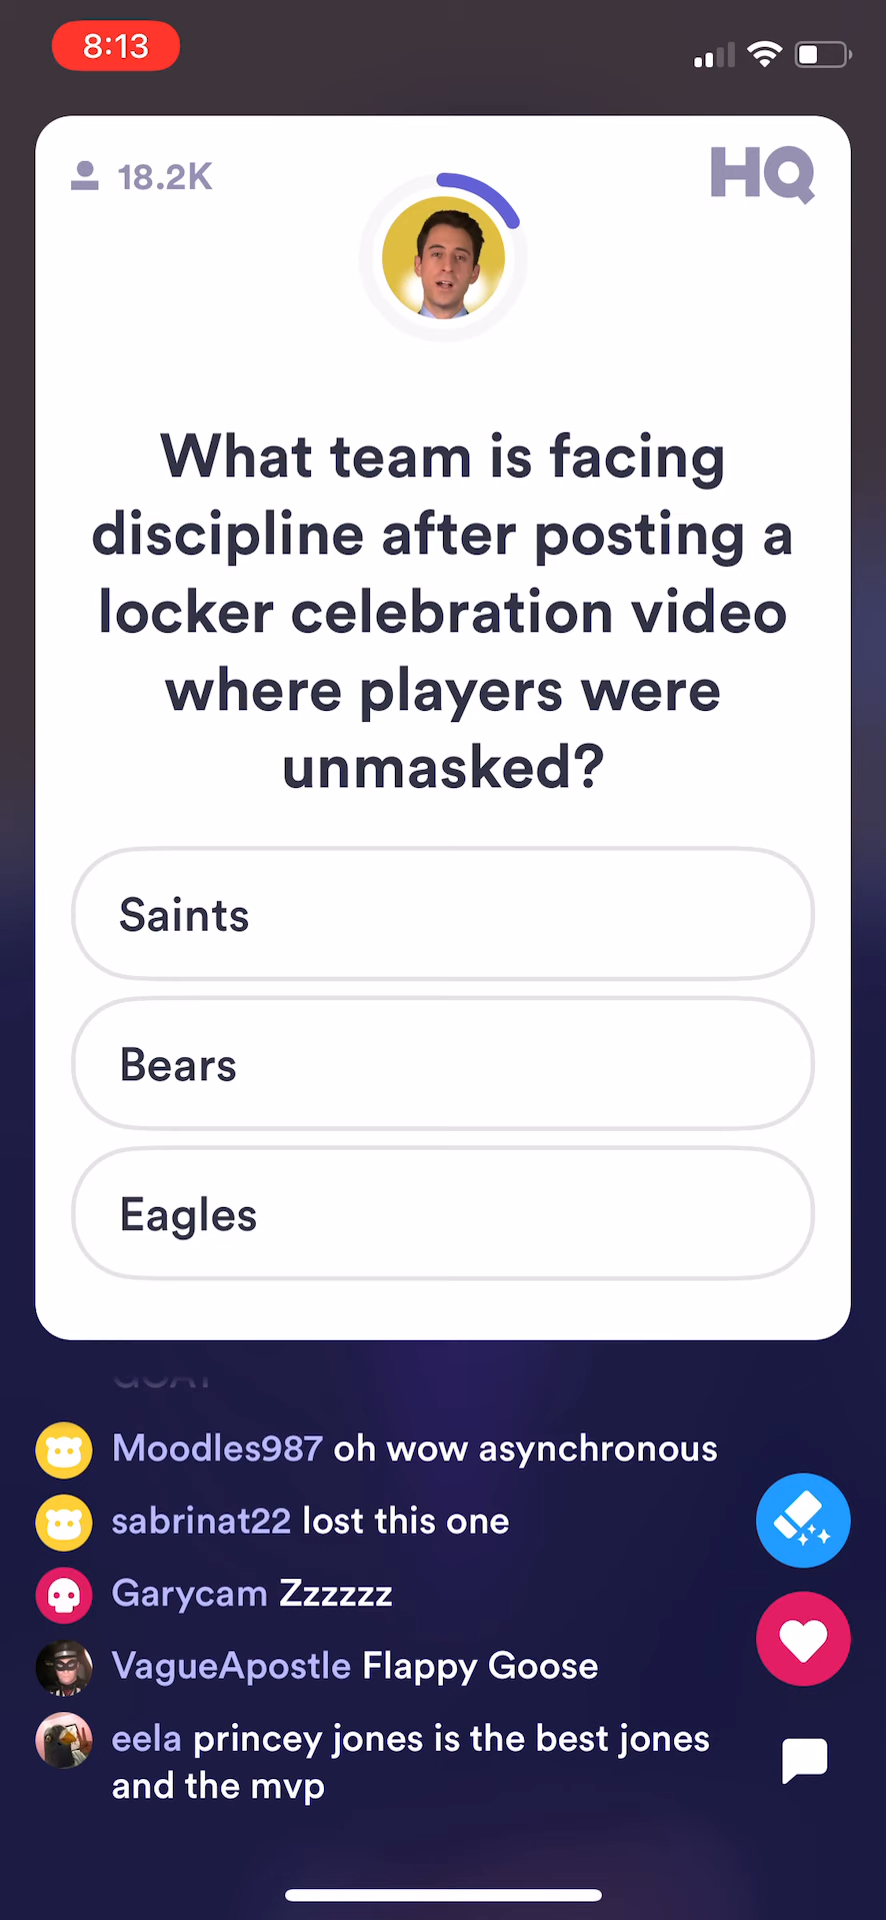 8:13
18.2K
HQ
What team is facing
discipline after posting a
locker celebration video
where players were
unmasked?
Saints
Bears
Eagles
Moodles987 oh wow asynchronous
sabrinat22 lost this one
Garycam Zzzzzz
VagueApostle Flappy Goose
eela princey jones is the best jones
and the mvp